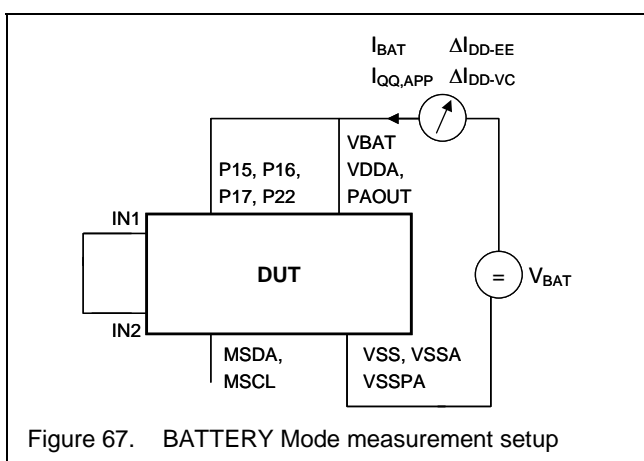 IBAT ΔIDD-EE
IQQ,APP ΔIDD-VC
VBAT
P15, P16, VDDA,
P17, P22 PAOUT
IN1
DUT
= VBAT
IN2
MSDA, VSS, VSSA
MSCL VSSPA
Figure 67. BATTERY Mode measurement setup